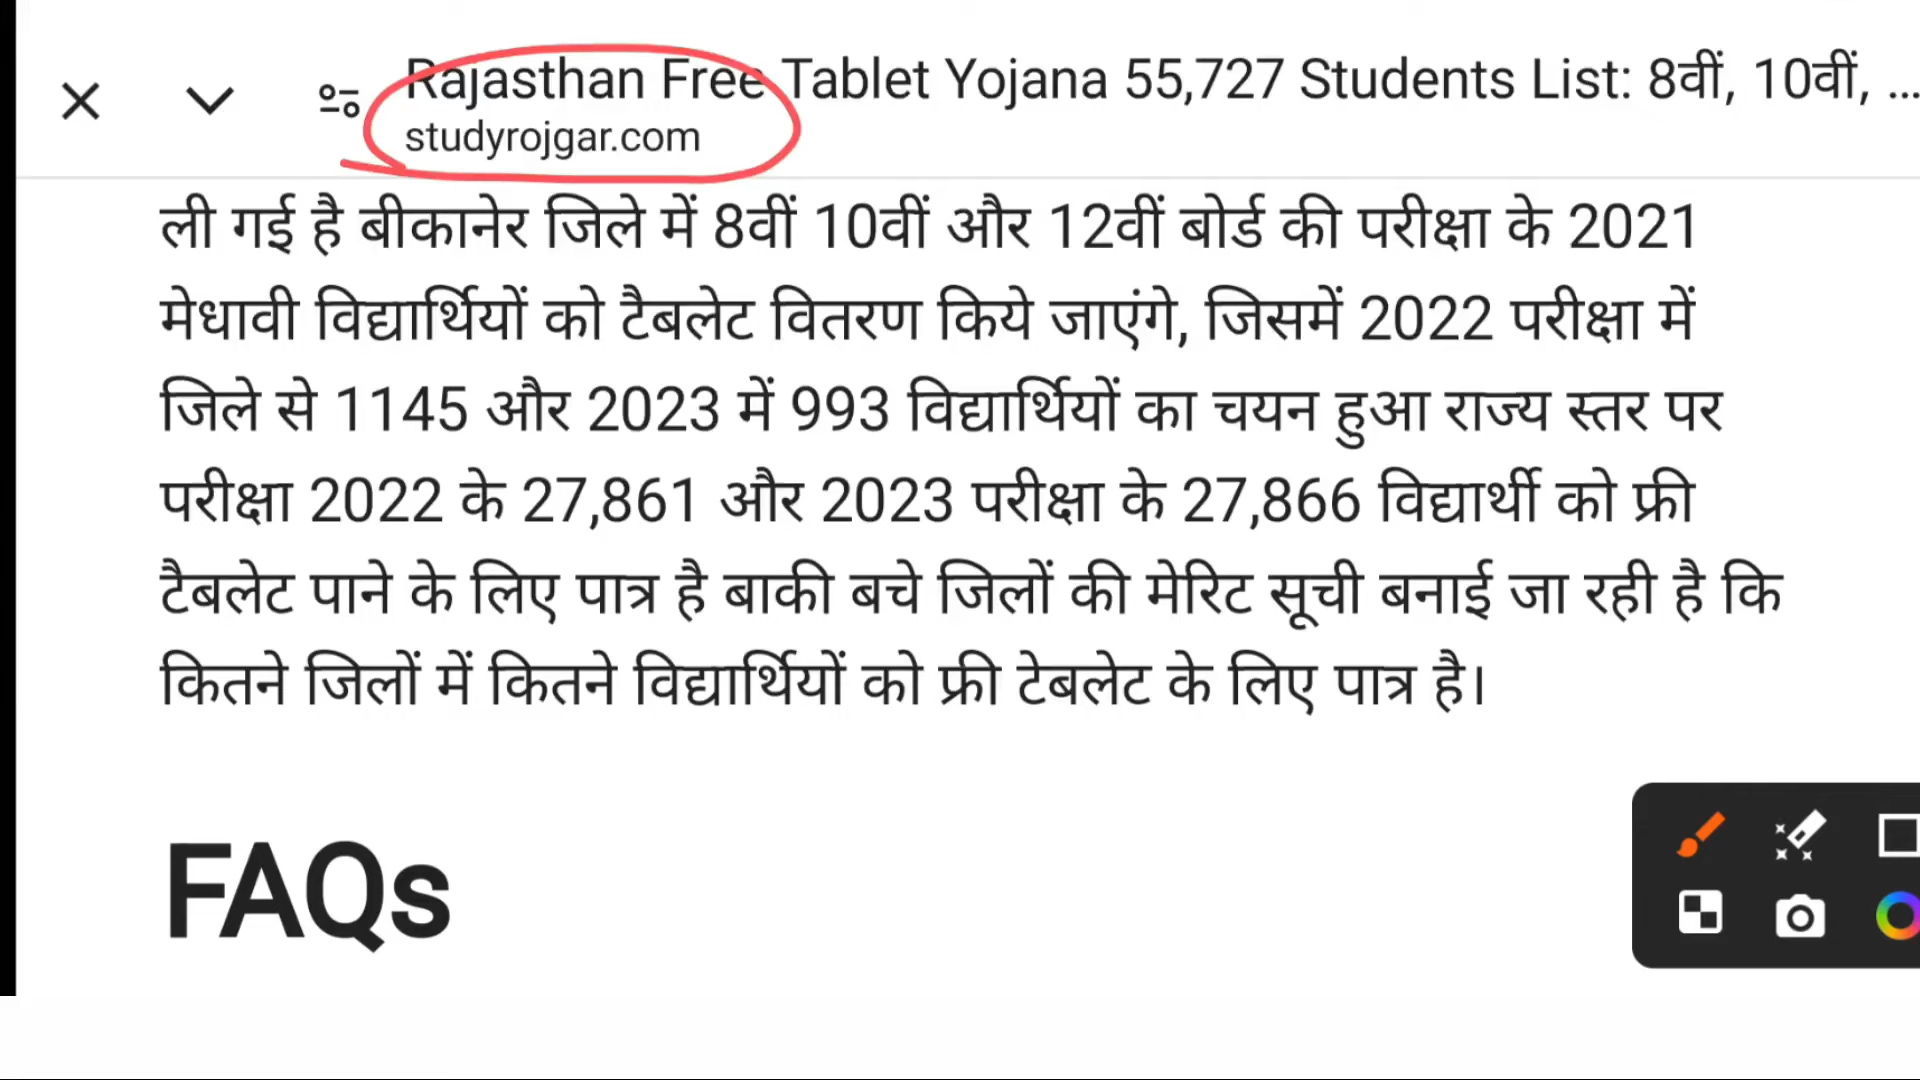 Rajasthan Free Tablet Yojana 55,727 Students List: 8वीं, 10वीं, ...
studyrojgar.com
ली गई है बीकानेर जिले में 8वीं 10वीं और 12वीं बोर्ड की परीक्षा के 2021
मेधावी विद्यार्थियों को टैबलेट वितरण किये जाएंगे, जिसमें 2022 परीक्षा में
जिले से 1145 और 2023 में 993 विद्यार्थियों का चयन हुआ राज्य स्तर पर
परीक्षा 2022 के 27,861 और 2023 परीक्षा के 27,866 विद्यार्थी को फ्री
टैबलेट पाने के लिए पात्र है बाकी बचे जिलों की मेरिट सूची बनाई जा रही है कि
कितने जिलों में कितने विद्यार्थियों को फ्री टेबलेट के लिए पात्र है।
FAQs